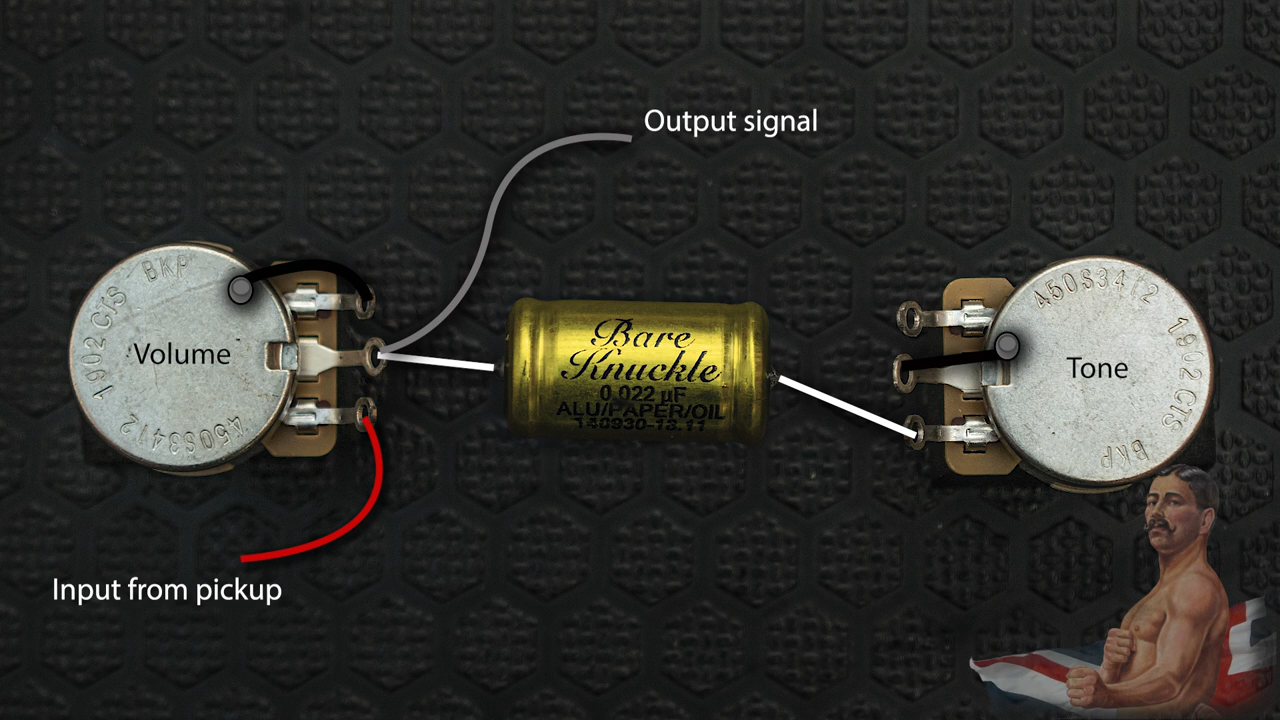 Output signal
BKP
1902 CTS
450S3412
Volume
Bare
Knuckle
0.022 µF
ALU/PAPER/OIL
140930-13.11
450S3412
1902 CTS
BKP
Tone
Input from pickup